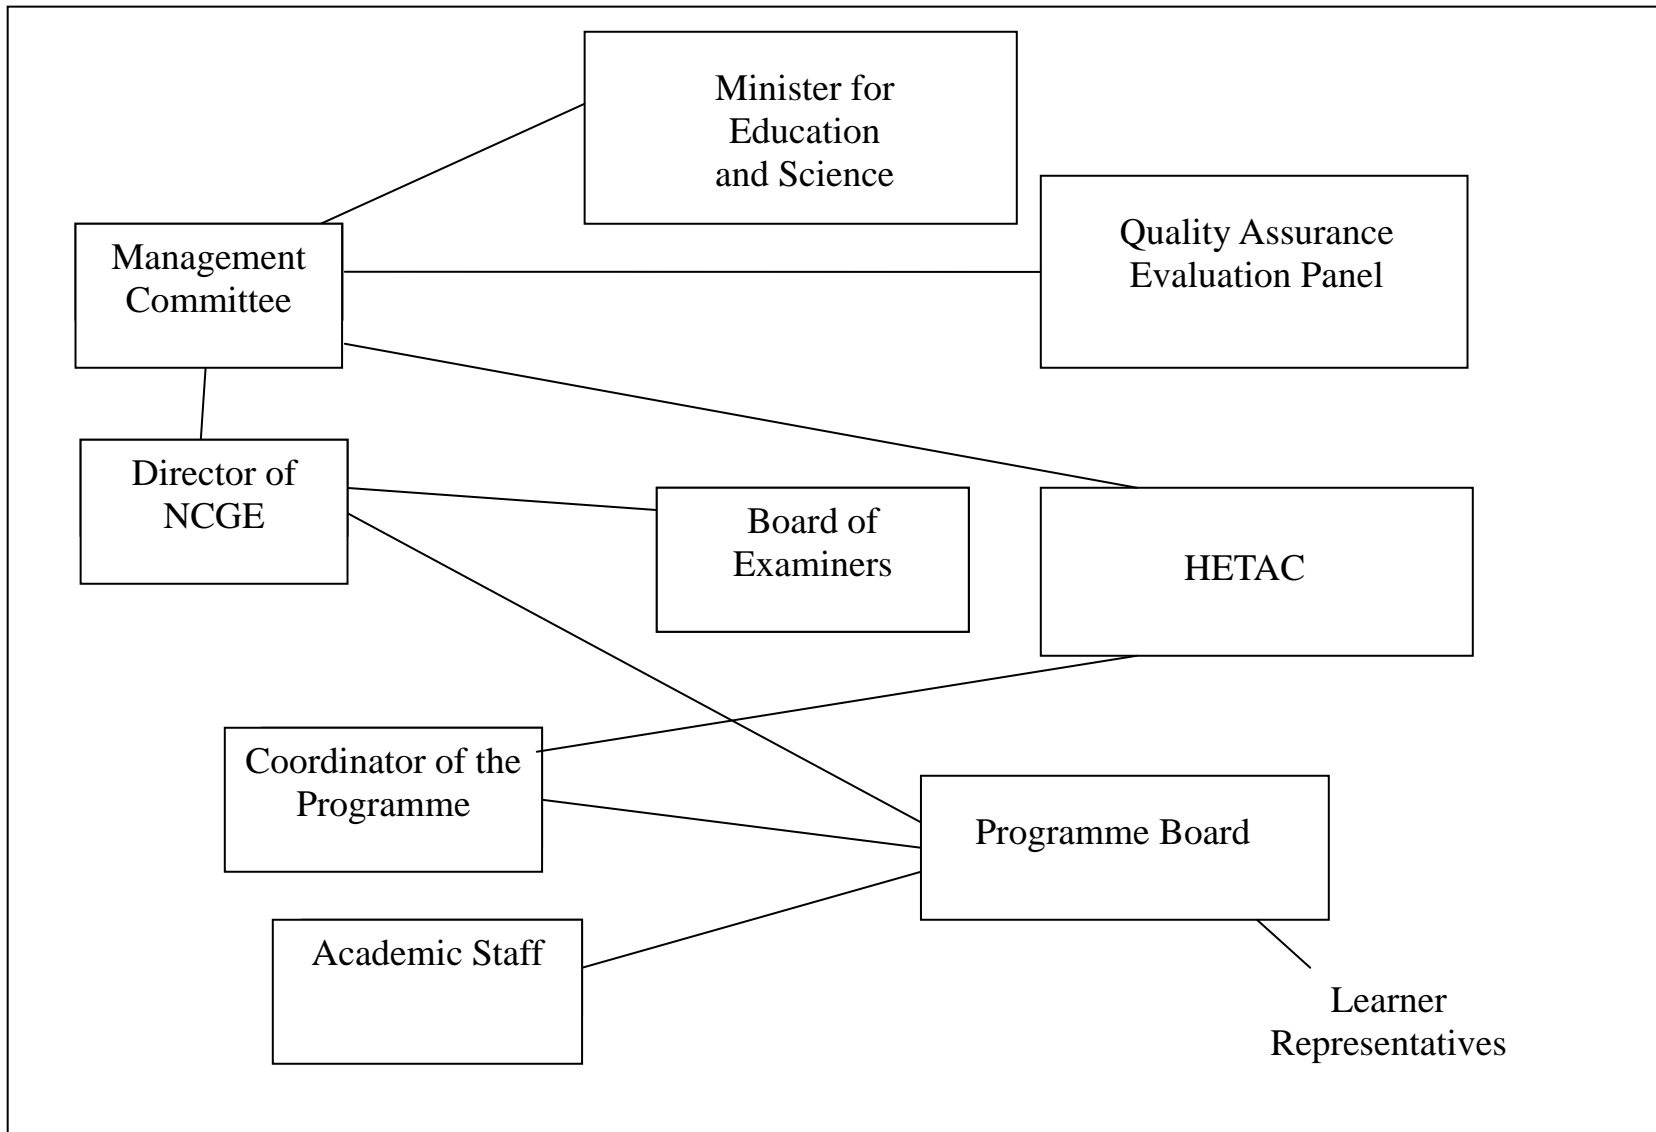 Minister for
Education
and Science
Quality Assurance
Evaluation Panel
Management
Committee
Director of
NCGE
Board of
Examiners
HETAC
Coordinator of the
Programme
Programme Board
Academic Staff
Learner
Representatives